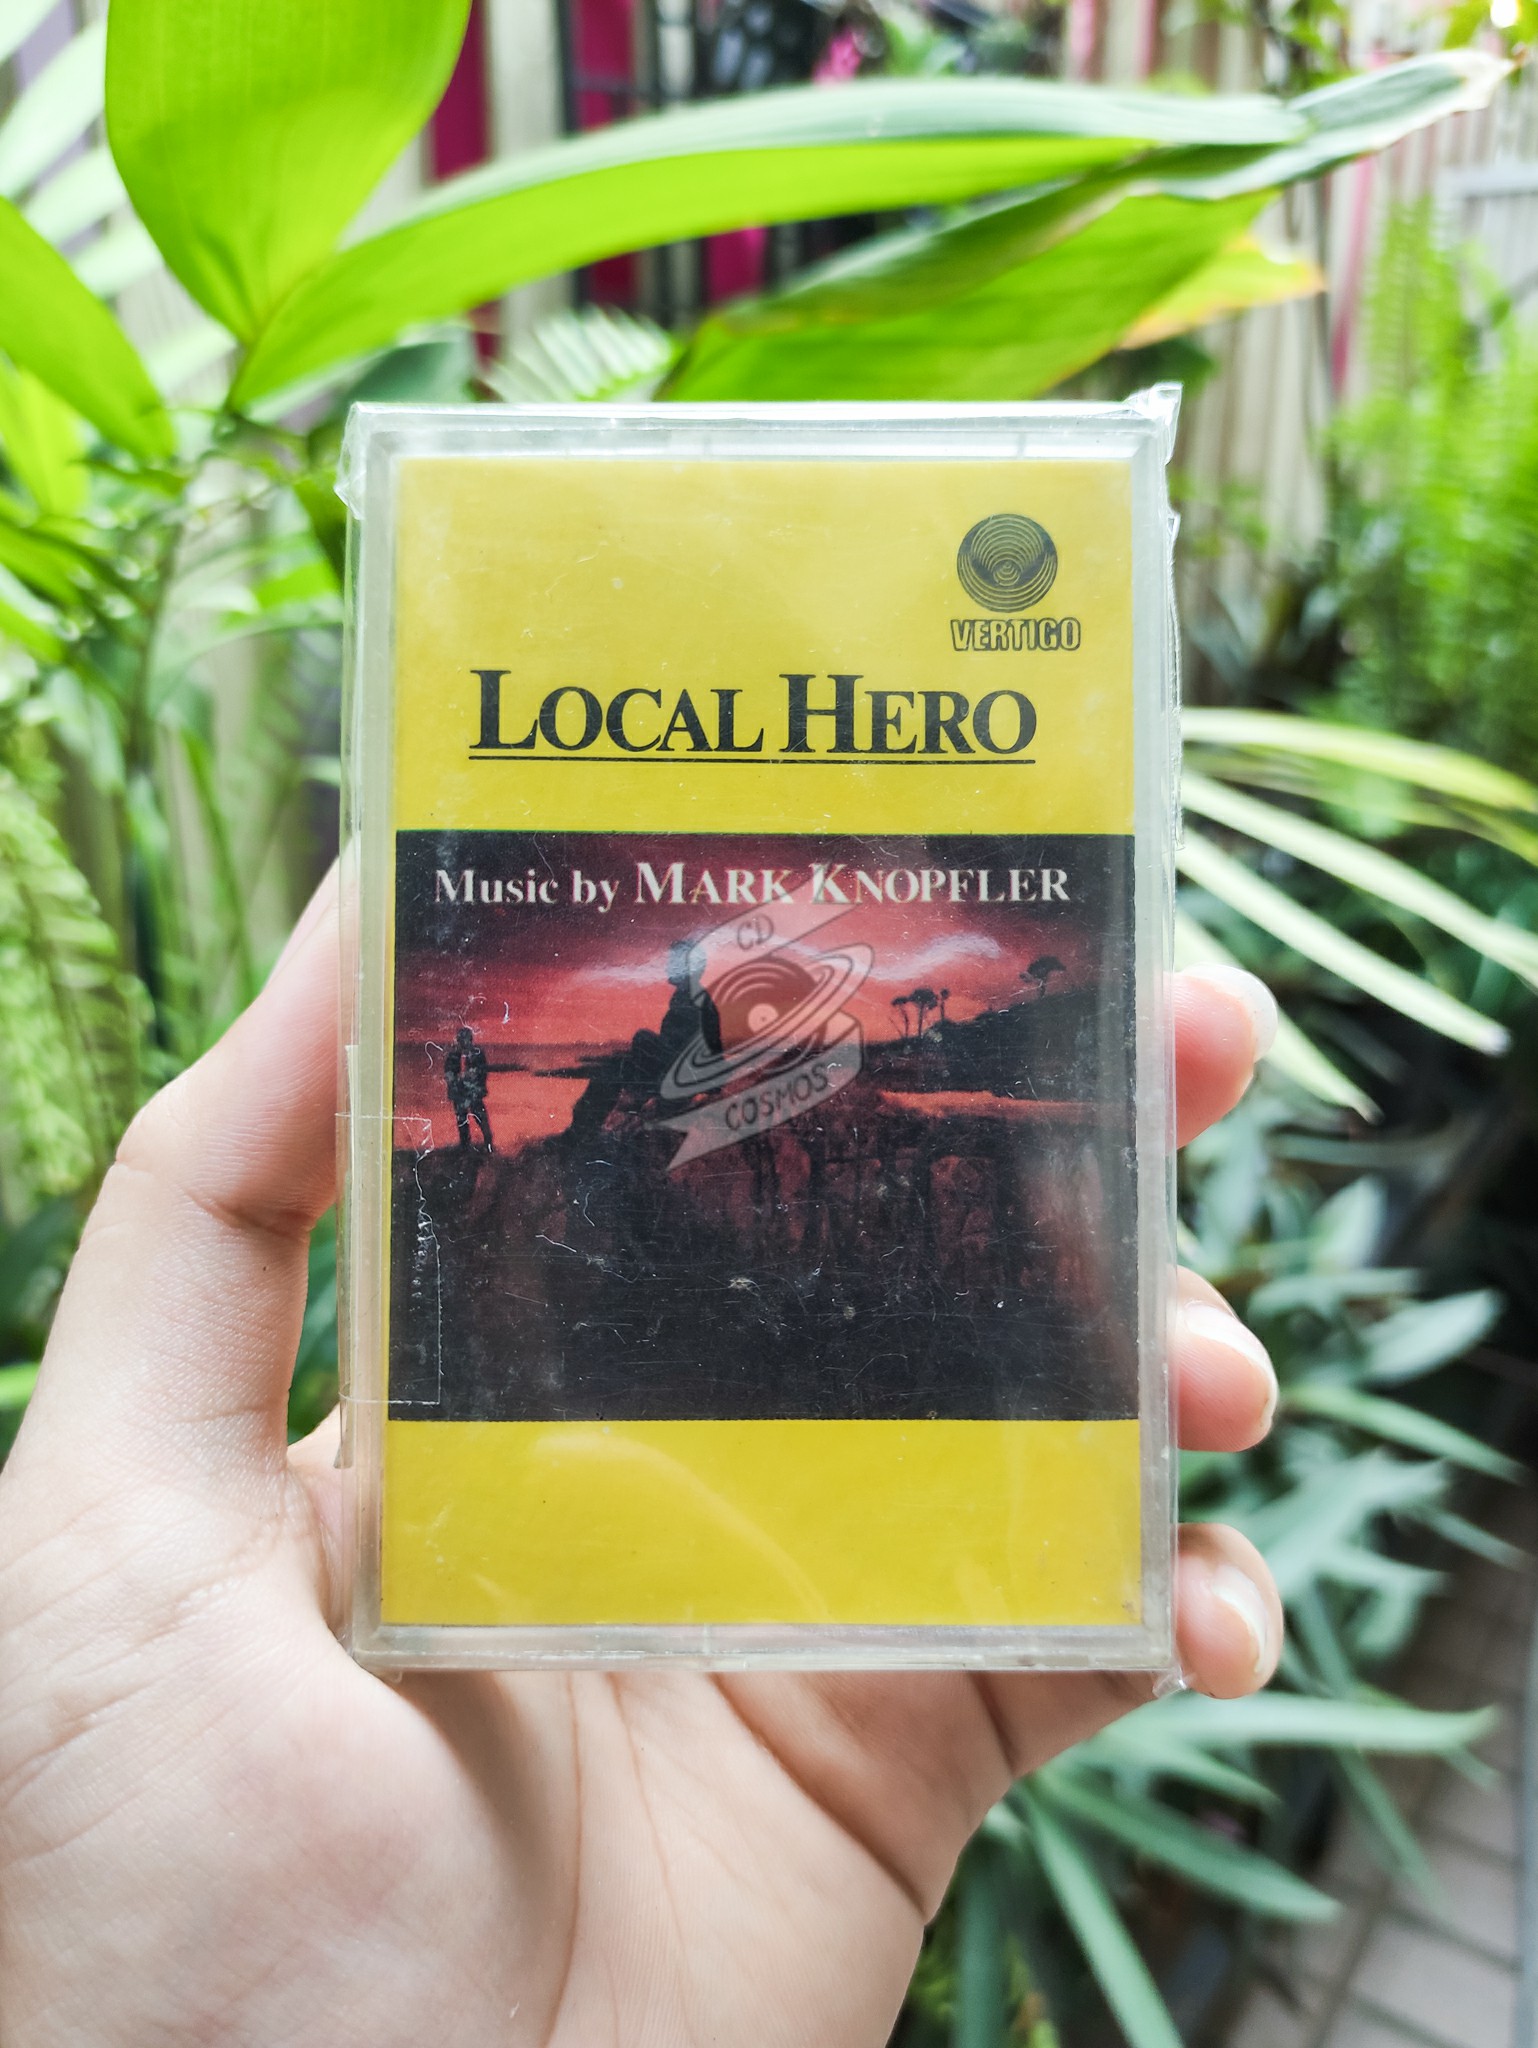 VERTIGO
LOCAL HERO
Music by MARK KNOPFLER
CD
COSMOS